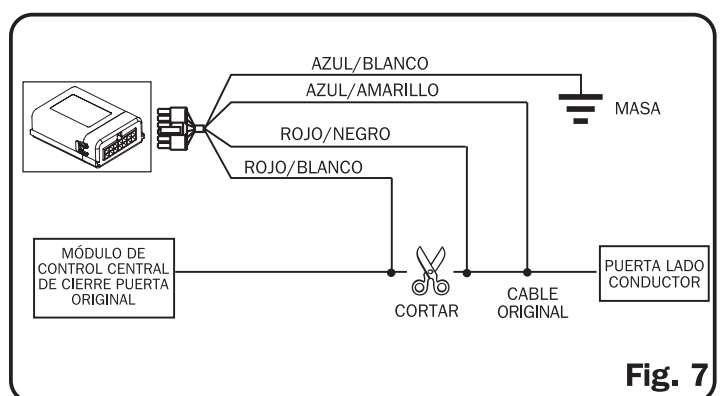 AZUL/BLANCO
AZUL/AMARILLO
MASA
ROJO/NEGRO
ROJO/BLANCO
MÓDULO DE
CONTROL CENTRAL
DE CIERRE PUERTA
ORIGINAL
CORTAR
CABLE
ORIGINAL
PUERTA LADO
CONDUCTOR
Fig. 7